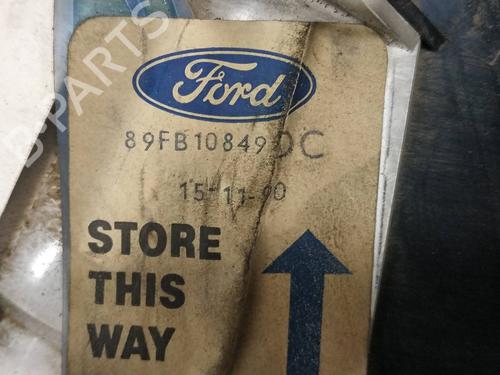 B-PARTS
Ford
89FB10849DC
15-11-90
STORE
THIS
WAY